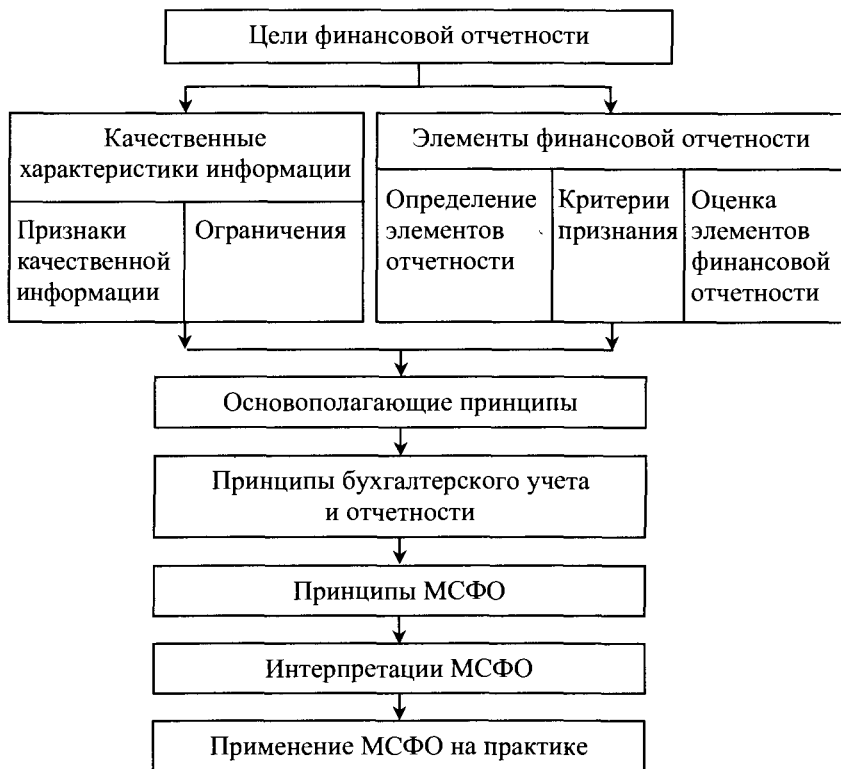 Цели финансовой отчетности
Качественные
характеристики информации
Признаки
качественной
информации
Ограничения
Элементы финансовой отчетности
Определение
элементов
отчетности
Критерии
признания
Оценка
элементов
финансовой
отчетности
Основополагающие принципы
Принципы бухгалтерского учета
и отчетности
Принципы МСФО
Интерпретации МСФО
Применение МСФО на практике